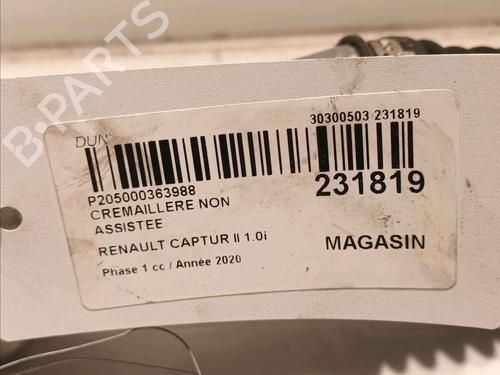 B-PARTS
DUN
30300503 231819
P205000363988
CREMAILLERE NON
ASSISTEE
231819
RENAULT CAPTUR II 1.0i
MAGASIN
Phase 1 cc / Année 2020